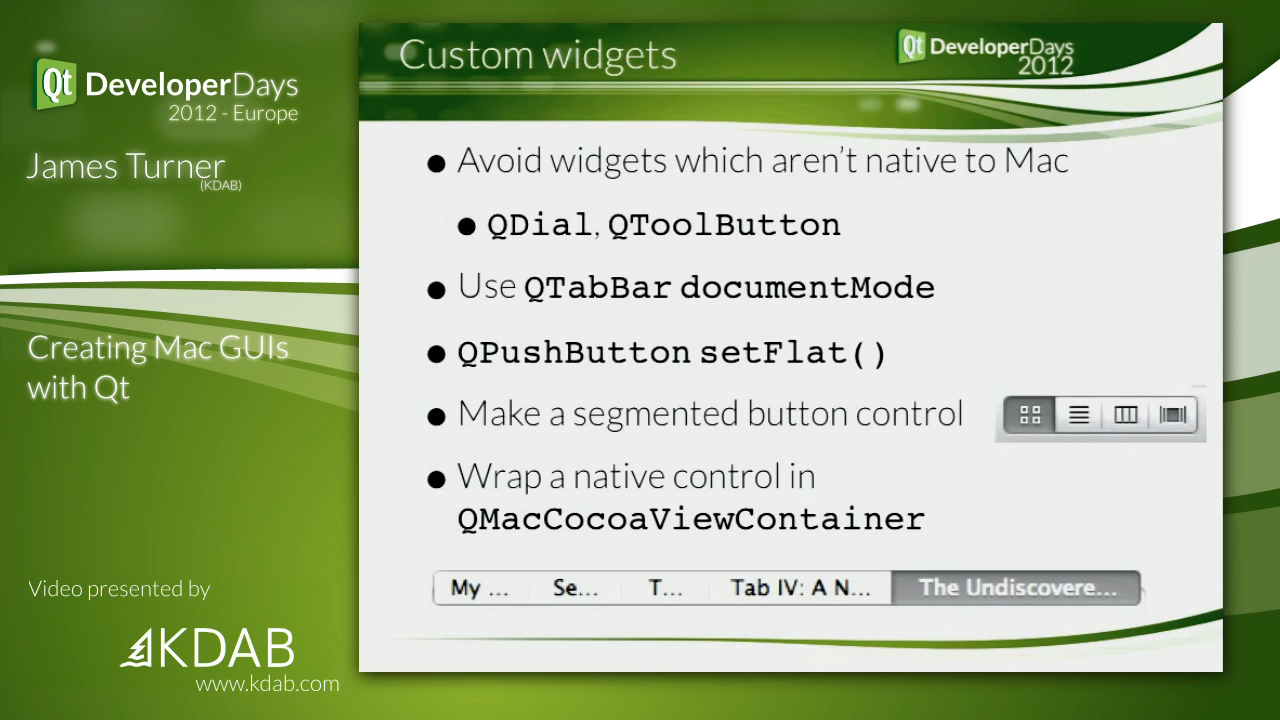 Qt DeveloperDays
2012 - Europe
James Turner
(KDAB)
Creating Mac GUIs
with Qt
Video presented by
KDAB
www.kdab.com
Custom widgets
Qt DeveloperDays
2012
● Avoid widgets which aren’t native to Mac
● QDial, QToolButton
● Use QTabBar documentMode
● QPushButton setFlat()
● Make a segmented button control
● Wrap a native control in
QMacCocoaViewContainer
My ... Se... T... Tab IV: A N... The Undiscovere...